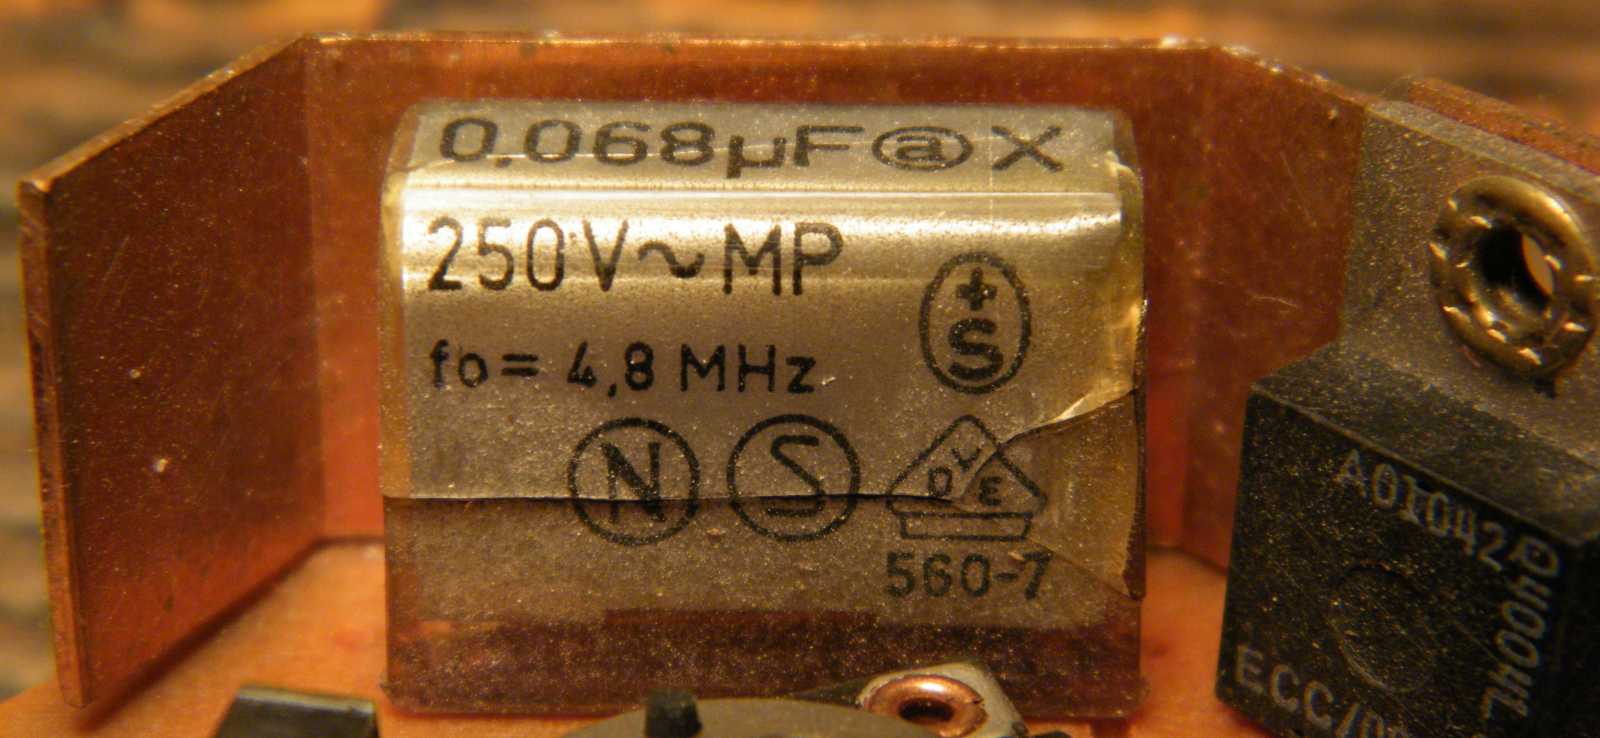 0,068µF @ X
250V~MP
fo= 4,8 MHz
+
S
N
S
D L E
560-7
A01042
ECC/